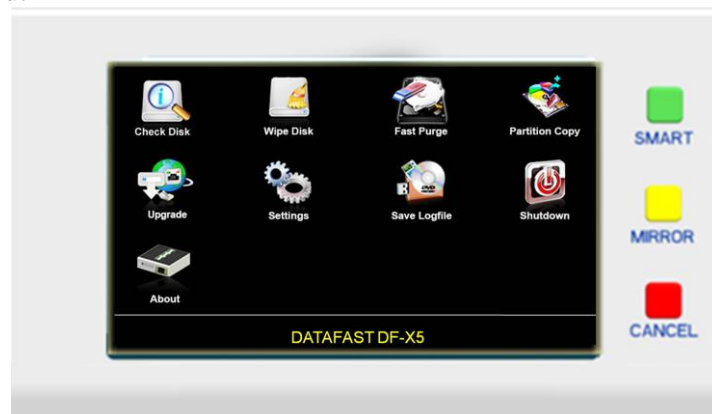 Check Disk
Wipe Disk
Fast Purge
Partition Copy
Upgrade
Settings
Save Logfile
Shutdown
About
DATAFAST DF-X5
SMART
MIRROR
CANCEL